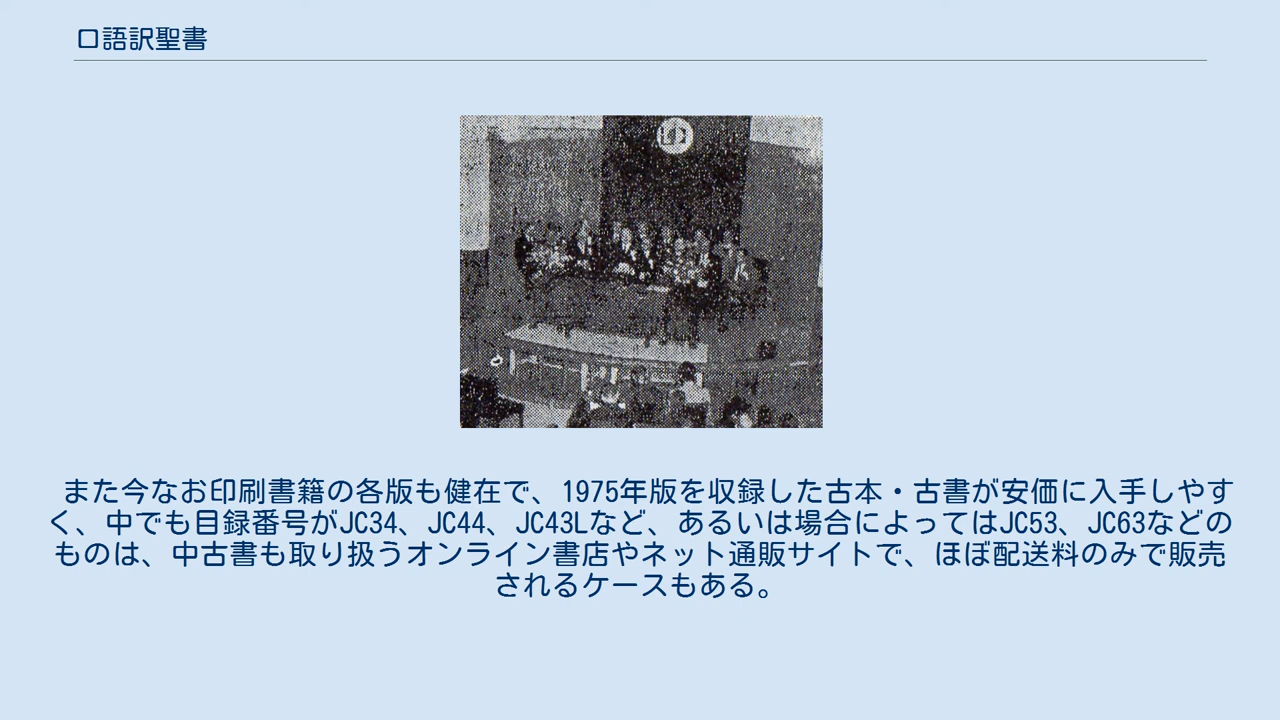 口語訳聖書
また今なお印刷書籍の各版も健在で、1975年版を収録した古本・古書が安価に入手しやす
く、中でも目録番号がJC34、JC44、JC43Lなど、あるいは場合によってはJC53、JC63などの
ものは、中古書も取り扱うオンライン書店やネット通販サイトで、ほぼ配送料のみで販売
されるケースもある。